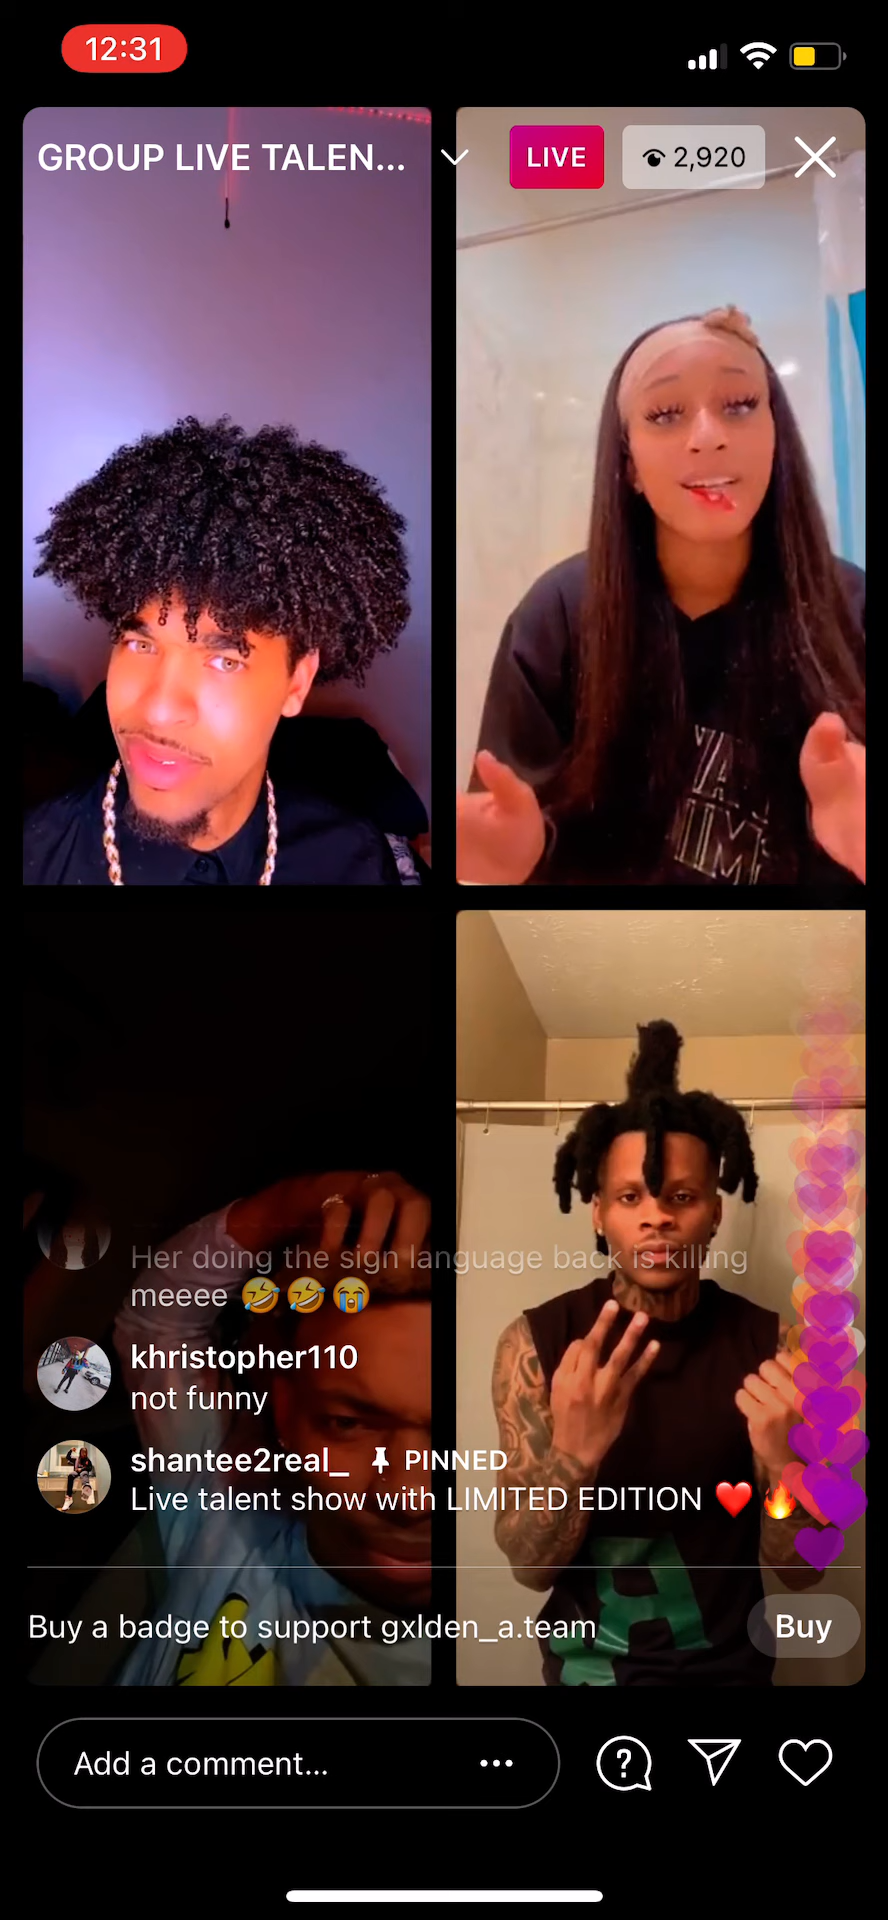 12:31
GROUP LIVE TALEN...
LIVE
2,920
Her doing the sign language back is killing
meeee 🤣🤣😭
khristopher110
not funny
shantee2real_ PINNED
Live talent show with LIMITED EDITION ❤️🔥
Buy a badge to support gxlden_a.team
Buy
Add a comment...